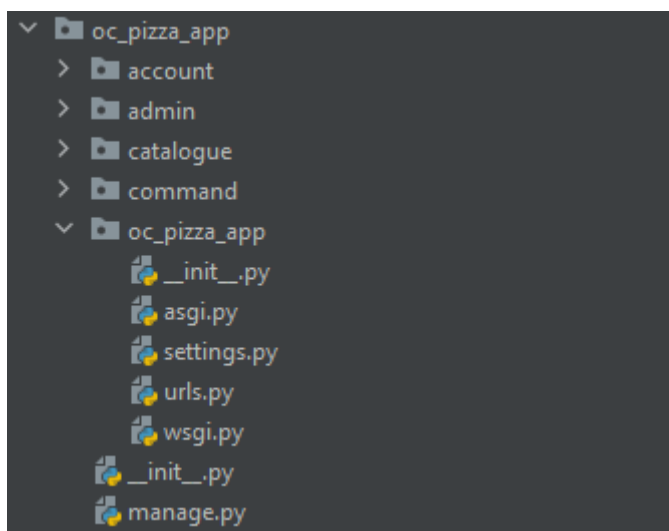 oc_pizza_app
account
admin
catalogue
command
oc_pizza_app
__init__.py
asgi.py
settings.py
urls.py
wsgi.py
__init__.py
manage.py